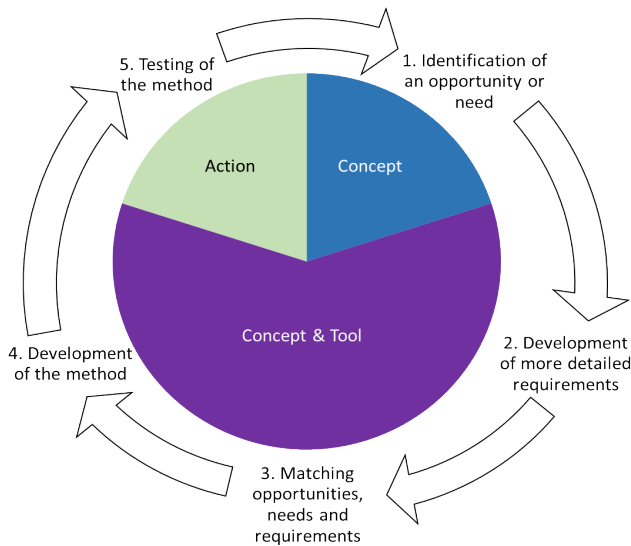 5. Testing of
the method
1. Identification of
an opportunity or
need
Action
Concept
Concept & Tool
2. Development
of more detailed
requirements
4. Development
of the method
3. Matching
opportunities,
needs and
requirements